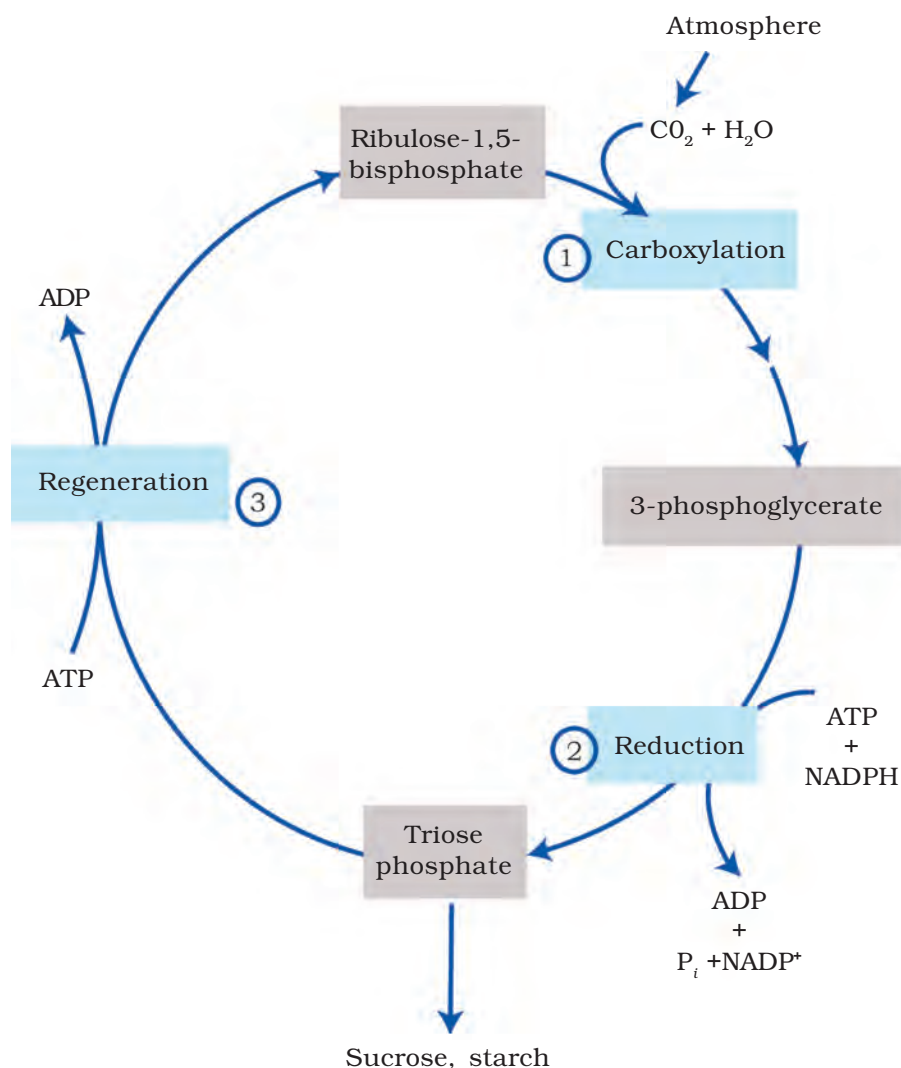 Atmosphere
C0₂ + H₂O
Ribulose-1,5-
bisphosphate
1
Carboxylation
ADP
Regeneration
3
3-phosphoglycerate
ATP
2
Reduction
ATP
+
NADPH
Triose
phosphate
ADP
+
Pᵢ +NADP⁺
Sucrose, starch